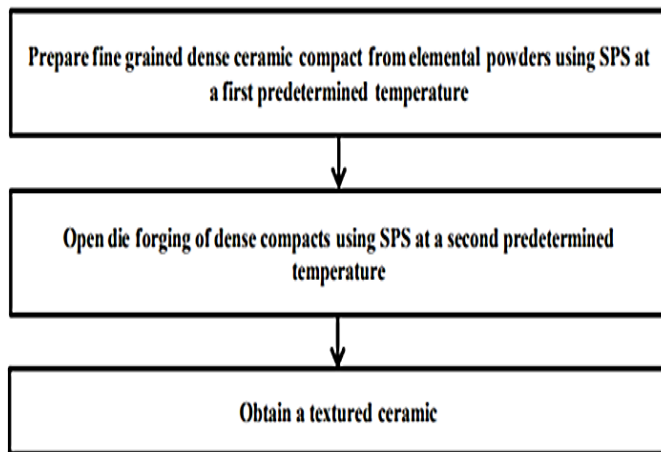 Prepare fine grained dense ceramic compact from elemental powders using SPS at
a first predetermined temperature
Open die forging of dense compacts using SPS at a second predetermined
temperature
Obtain a textured ceramic